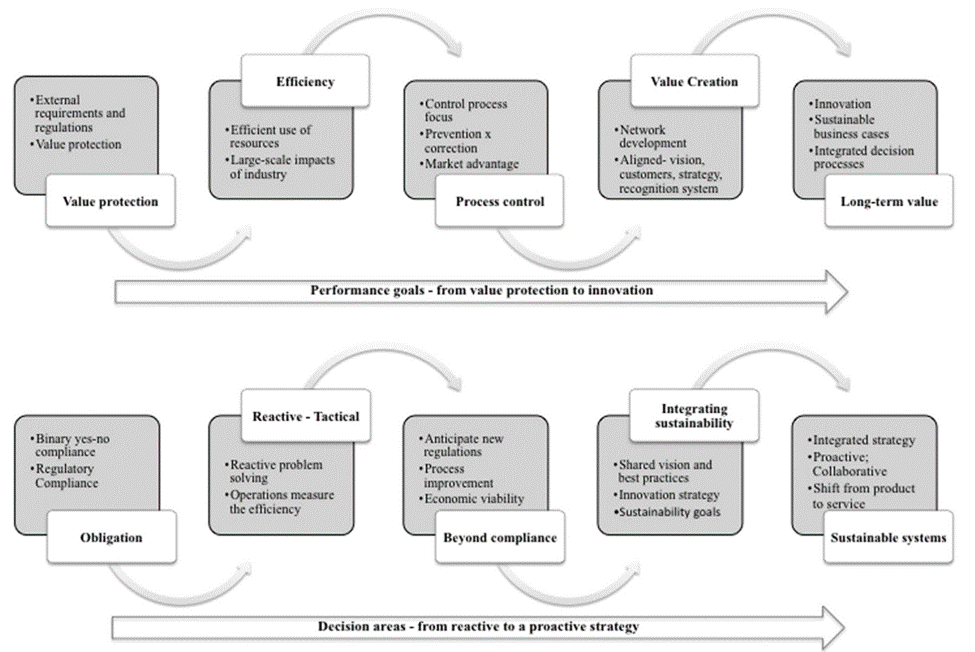 •External
requirements and
regulations
•Value protection
Value protection
Efficiency
•Efficient use of
resources
•Large-scale impacts
of industry
•Control process
focus
•Prevention x
correction
•Market advantage
Process control
Value Creation
•Network
development
•Aligned- vision,
customers, strategy,
recognition system
•Innovation
•Sustainable
business cases
•Integrated decision
processes
Long-term value
Performance goals - from value protection to innovation
•Binary yes-no
compliance
•Regulatory
Compliance
Obligation
Reactive - Tactical
•Reactive problem
solving
•Operations measure
the efficiency
•Anticipate new
regulations
•Process
improvement
•Economic viability
Beyond compliance
Integrating
sustainability
•Shared vision and
best practices
•Innovation strategy
•Sustainability goals
•Integrated strategy
•Proactive;
Collaborative
•Shift from product
to service
Sustainable systems
Decision areas - from reactive to a proactive strategy